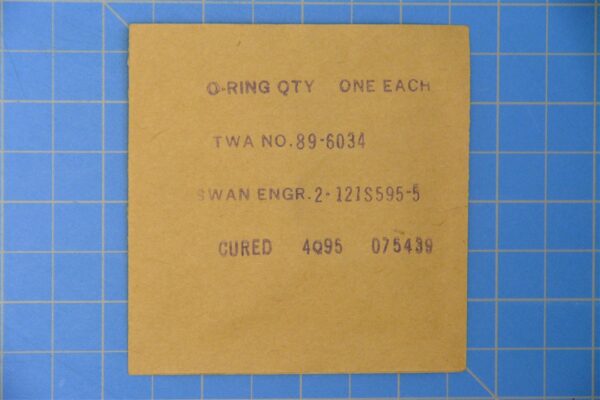 O-RING QTY ONE EACH
TWA NO. 89-6034
SWAN ENGR. 2-121S595-5
CURED 4Q95 075439